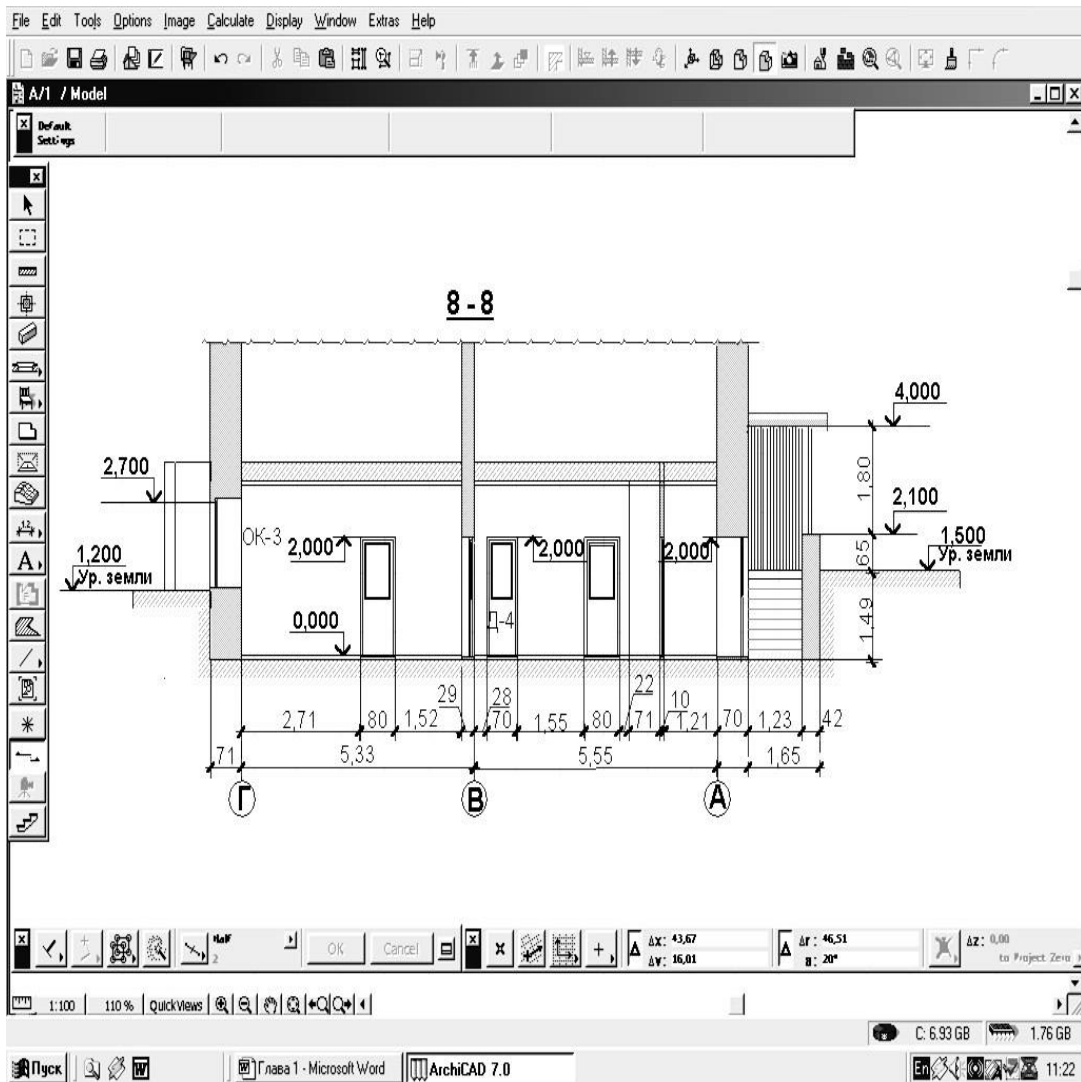 File Edit Tools Options Image Calculate Display Window Extras Help
A/1 / Model
Default
Settings
8 - 8
4,000
2,700
1,80
2,100
ОК-3
2,000
2,000
2,000
1,200
Ур. земли
1,500
Ур. земли
65
Д-4
0,000
1,49
29
28
22
10
2,71
80
1,52
70
1,55
80
71
1,21
70
1,23
42
71
5,33
5,55
1,65
Г
В
А
Half
2
OK
Cancel
Δx: 43,67
Δy: 16,01
Δr: 46,51
a: 20°
Δz: 0,00
to Project Zero
1:100
110 %
QuickViews
C: 6.93 GB
1.76 GB
Пуск
Глава 1 - Microsoft Word
ArchiCAD 7.0
En
11:22